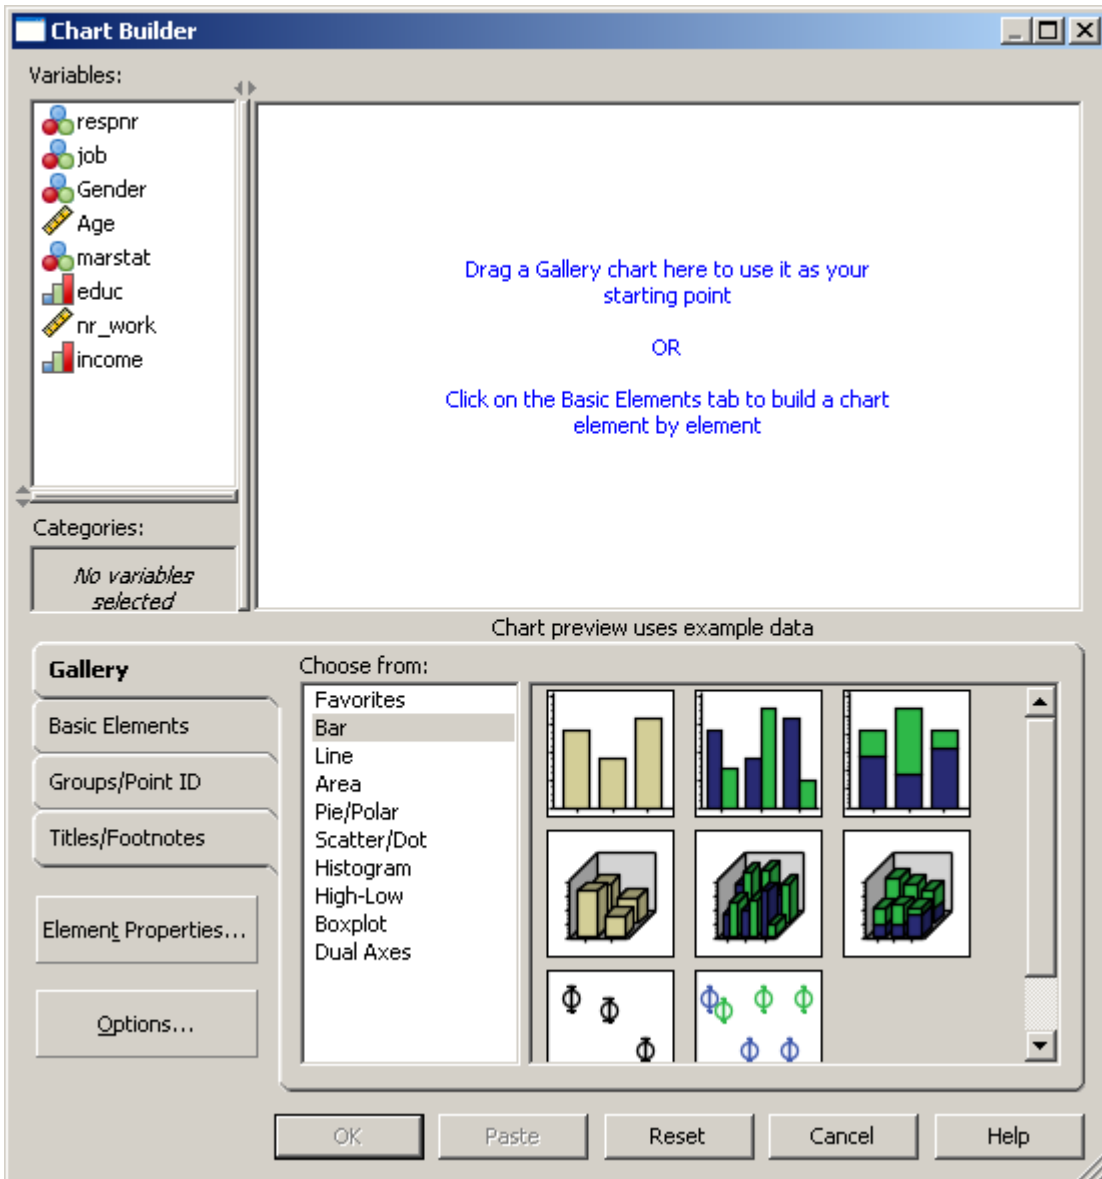 Chart Builder
Variables:
respnr
job
Gender
Age
marstat
educ
nr_work
income
Drag a Gallery chart here to use it as your
starting point
OR
Click on the Basic Elements tab to build a chart
element by element
Categories:
No variables
selected
Chart preview uses example data
Gallery
Basic Elements
Groups/Point ID
Titles/Footnotes
Element Properties...
Options...
Choose from:
Favorites
Bar
Line
Area
Pie/Polar
Scatter/Dot
Histogram
High-Low
Boxplot
Dual Axes
OK
Paste
Reset
Cancel
Help